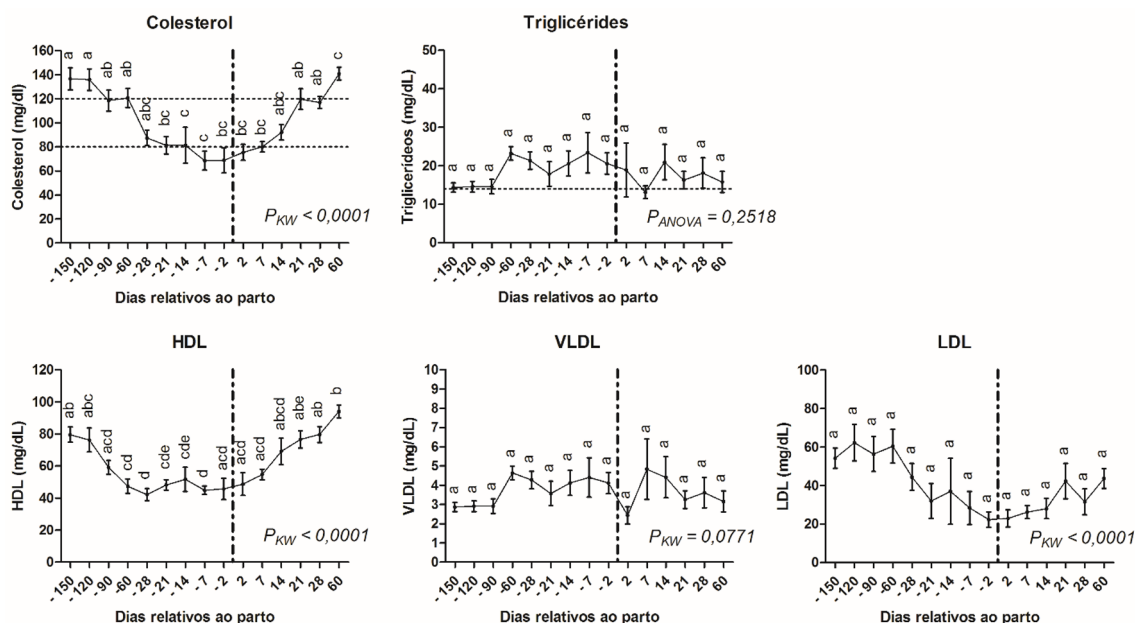 Colesterol
Colesterol (mg/dl)
160
140
120
100
80
60
40
20
0
a a ab ab abc bc c c bc bc bc abc ab ab c
P_KW < 0,0001
- 150 - 120 - 90 -60 - 28 - 21 - 14 - 7 - 2 2 7 14 21 28 60
Dias relativos ao parto
Triglicérides
Triglicerideos (mg/dL)
50
40
30
20
10
0
a a a a a a a a a a a a a a a
P_ANOVA = 0,2518
- 150 - 120 - 90 -60 - 28 - 21 - 14 - 7 - 2 2 7 14 21 28 60
Dias relativos ao parto
HDL
HDL (mg/dL)
120
100
80
60
40
20
0
ab abc acd cd d cde cde d acd acd acd abcd abe ab b
P_KW < 0,0001
- 150 - 120 - 90 -60 - 28 - 21 - 14 - 7 - 2 2 7 14 21 28 60
Dias relativos ao parto
VLDL
VLDL (mg/dL)
10
9
8
7
6
5
4
3
2
1
0
a a a a a a a a a a a a a a a
P_KW = 0,0771
- 150 - 120 - 90 -60 - 28 - 21 - 14 - 7 - 2 2 7 14 21 28 60
Dias relativos ao parto
LDL
LDL (mg/dL)
100
80
60
40
20
0
a a a a a a a a a a a a a a a
P_KW < 0,0001
- 150 - 120 - 90 -60 - 28 - 21 - 14 - 7 - 2 2 7 14 21 28 60
Dias relativos ao parto